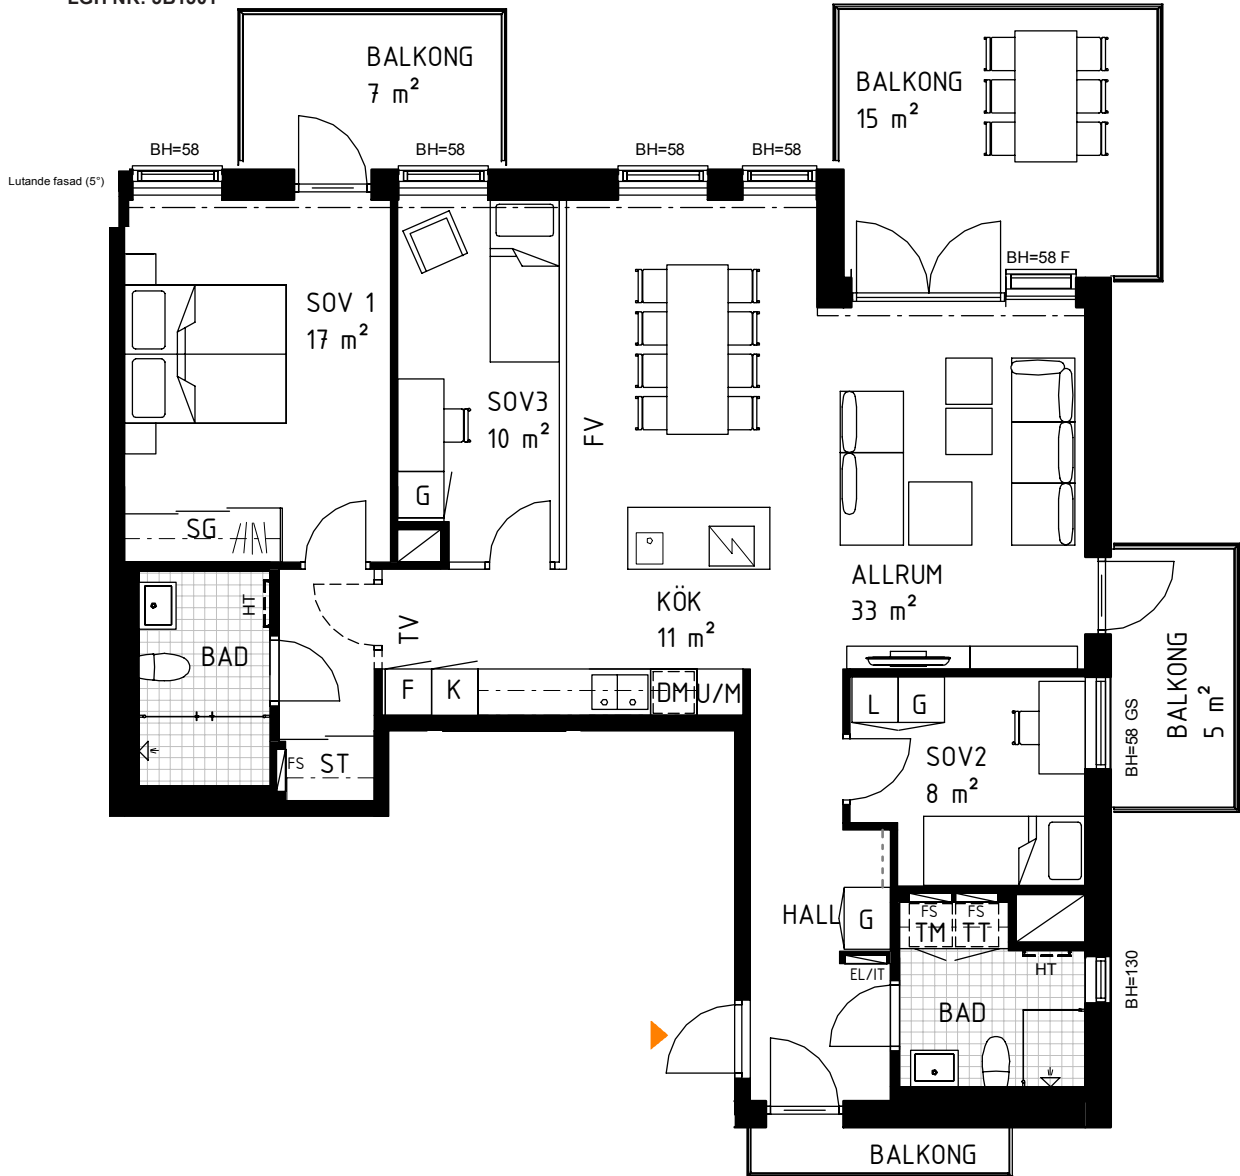 BALKONG
7 m²
BALKONG
15 m²
BH=58
BH=58
BH=58
BH=58
Lutande fasad (5°)
BH=58 F
SOV 1
17 m²
SOV3
10 m²
FV
G
SG
ALLRUM
33 m²
KÖK
11 m²
HT
TV
BAD
BALKONG
5 m²
F
K
DM
U/M
L
G
BH=58 GS
FS
ST
SOV2
8 m²
HALL
G
FS
FS
TM
TT
EL/IT
HT
BH=130
BAD
BALKONG